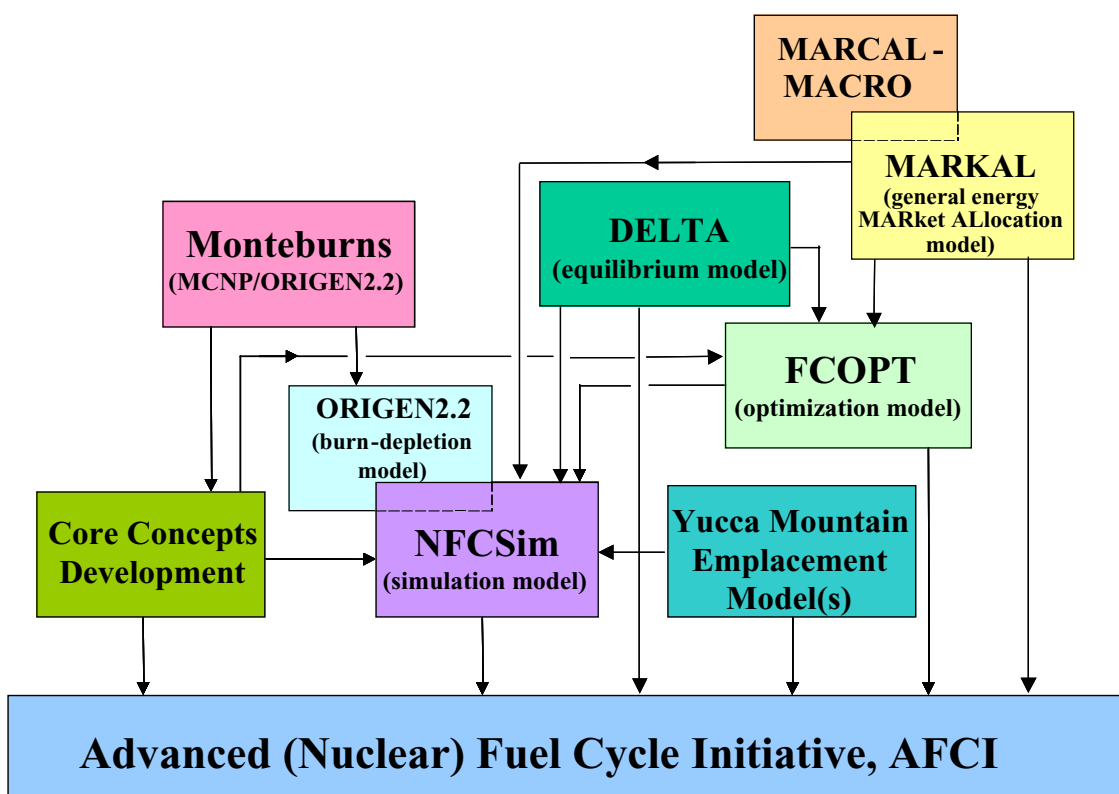 MARCAL -
MACRO
MARKAL
(general energy
MARket ALlocation
model)
DELTA
(equilibrium model)
Monteburns
(MCNP/ORIGEN2.2)
FCOPT
(optimization model)
ORIGEN2.2
(burn-depletion
model)
Core Concepts
Development
NFCSim
(simulation model)
Yucca Mountain
Emplacement
Model(s)
Advanced (Nuclear) Fuel Cycle Initiative, AFCI